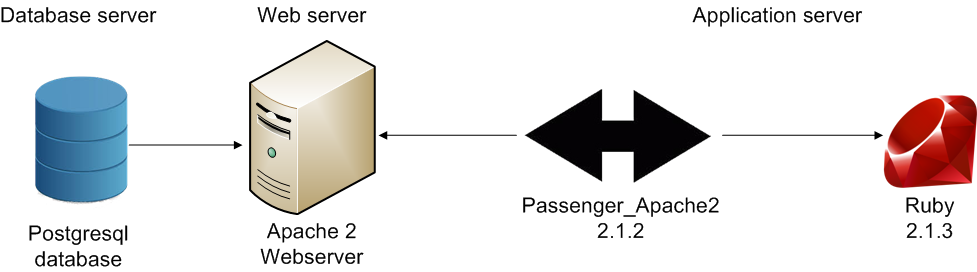 Database server
Web server
Application server
Postgresql
database
Apache 2
Webserver
Passenger_Apache2
2.1.2
Ruby
2.1.3